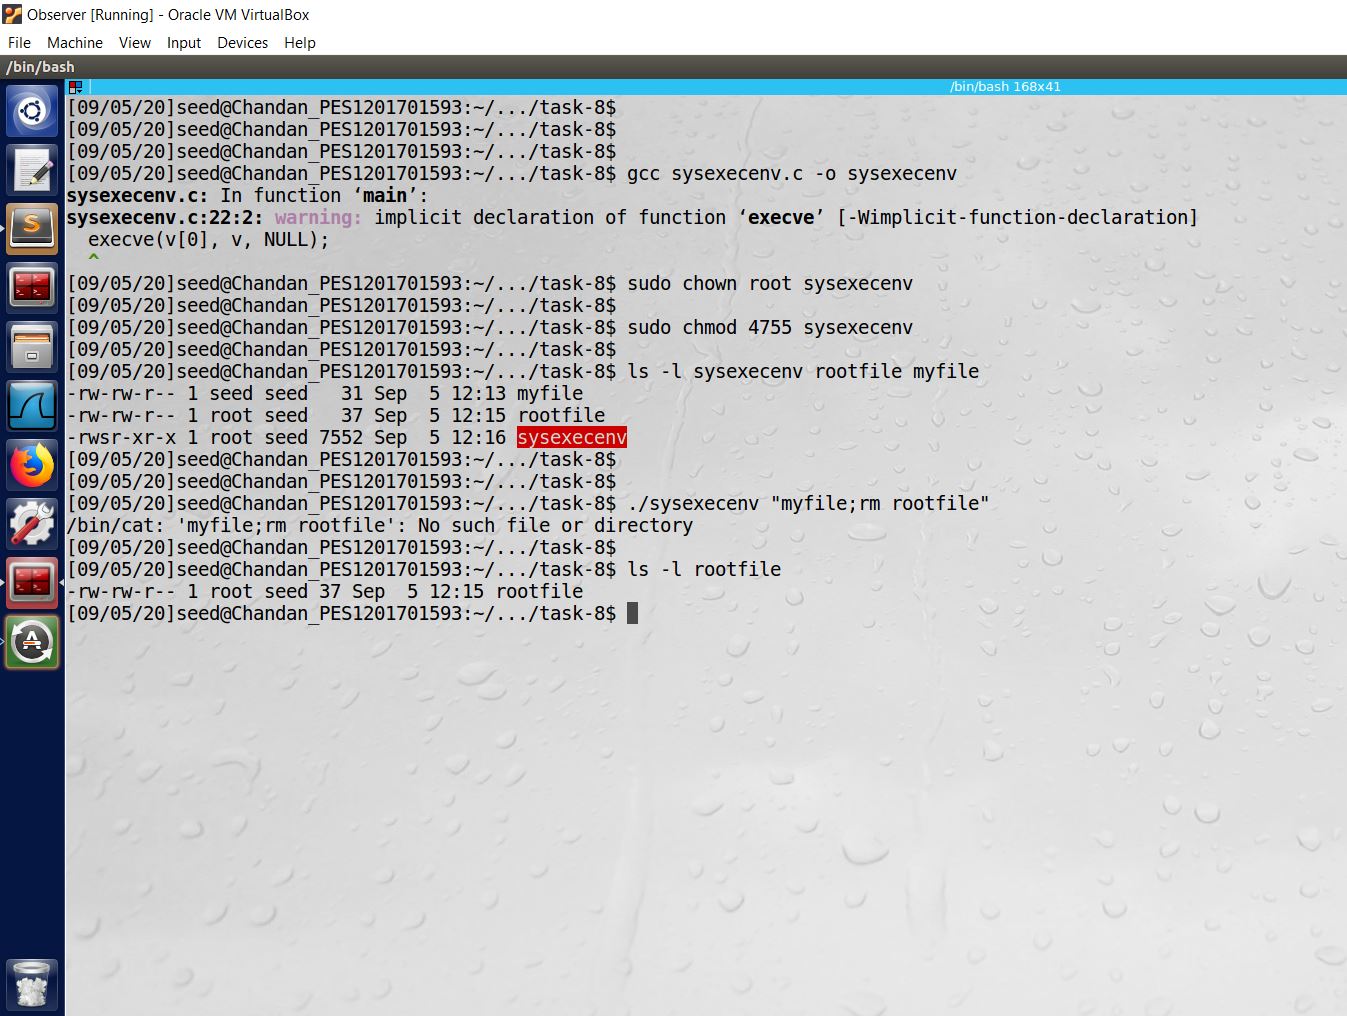 Observer [Running] - Oracle VM VirtualBox
File Machine View Input Devices Help
/bin/bash
/bin/bash 168x41
[09/05/20]seed@Chandan_PES1201701593:~/.../task-8$
[09/05/20]seed@Chandan_PES1201701593:~/.../task-8$
[09/05/20]seed@Chandan_PES1201701593:~/.../task-8$
[09/05/20]seed@Chandan_PES1201701593:~/.../task-8$ gcc sysexecenv.c -o sysexecenv
sysexecenv.c: In function ‘main’:
sysexecenv.c:22:2: warning: implicit declaration of function ‘execve’ [-Wimplicit-function-declaration]
  execve(v[0], v, NULL);
  ^
[09/05/20]seed@Chandan_PES1201701593:~/.../task-8$ sudo chown root sysexecenv
[09/05/20]seed@Chandan_PES1201701593:~/.../task-8$
[09/05/20]seed@Chandan_PES1201701593:~/.../task-8$ sudo chmod 4755 sysexecenv
[09/05/20]seed@Chandan_PES1201701593:~/.../task-8$
[09/05/20]seed@Chandan_PES1201701593:~/.../task-8$ ls -l sysexecenv rootfile myfile
-rw-rw-r-- 1 seed seed   31 Sep  5 12:13 myfile
-rw-rw-r-- 1 root seed   37 Sep  5 12:15 rootfile
-rwsr-xr-x 1 root seed 7552 Sep  5 12:16 sysexecenv
[09/05/20]seed@Chandan_PES1201701593:~/.../task-8$
[09/05/20]seed@Chandan_PES1201701593:~/.../task-8$
[09/05/20]seed@Chandan_PES1201701593:~/.../task-8$ ./sysexecenv "myfile;rm rootfile"
/bin/cat: 'myfile;rm rootfile': No such file or directory
[09/05/20]seed@Chandan_PES1201701593:~/.../task-8$
[09/05/20]seed@Chandan_PES1201701593:~/.../task-8$ ls -l rootfile
-rw-rw-r-- 1 root seed 37 Sep  5 12:15 rootfile
[09/05/20]seed@Chandan_PES1201701593:~/.../task-8$